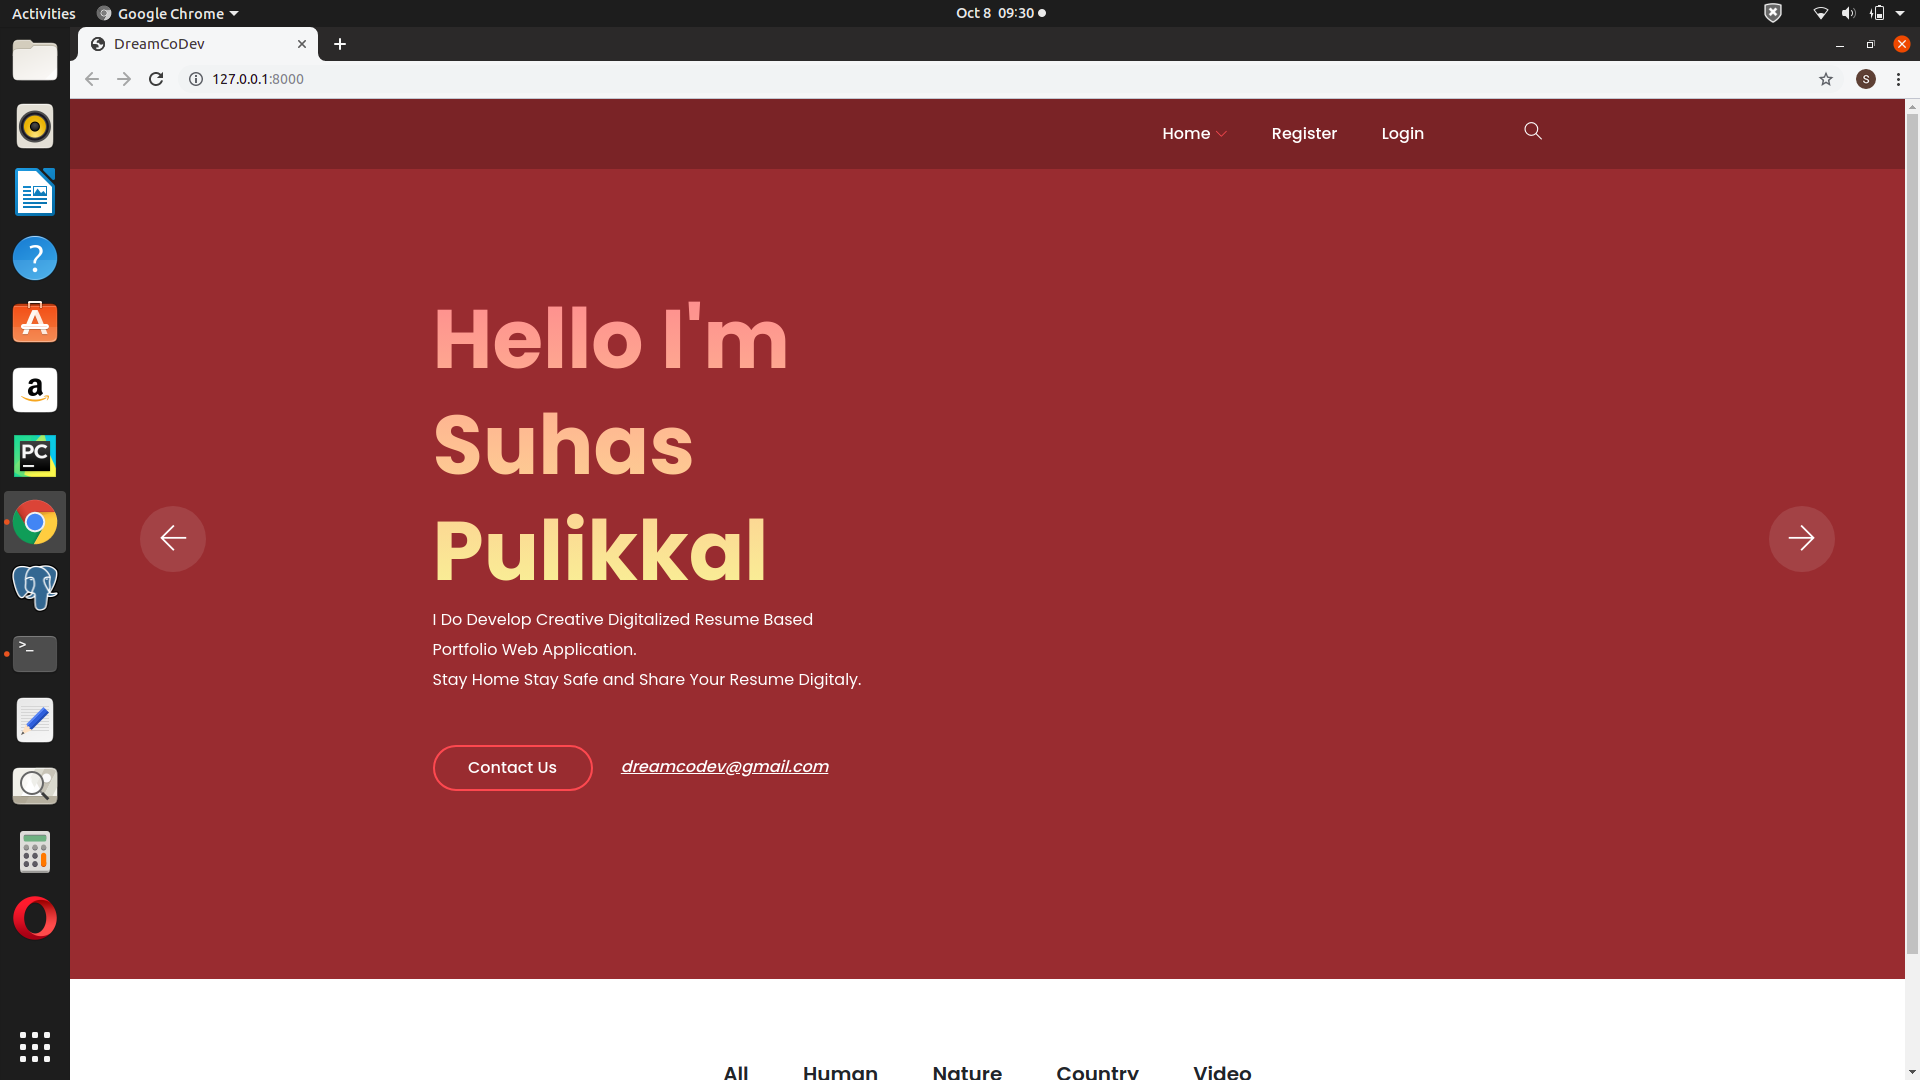 Activities Google Chrome Oct 8 09:30
DreamCoDev
127.0.0.1:8000 S
Home Register Login
Hello I'm
Suhas
Pulikkal
I Do Develop Creative Digitalized Resume Based
Portfolio Web Application.
Stay Home Stay Safe and Share Your Resume Digitaly.
Contact Us dreamcodev@gmail.com
All Human Nature Country Video
?
a
PC
>_